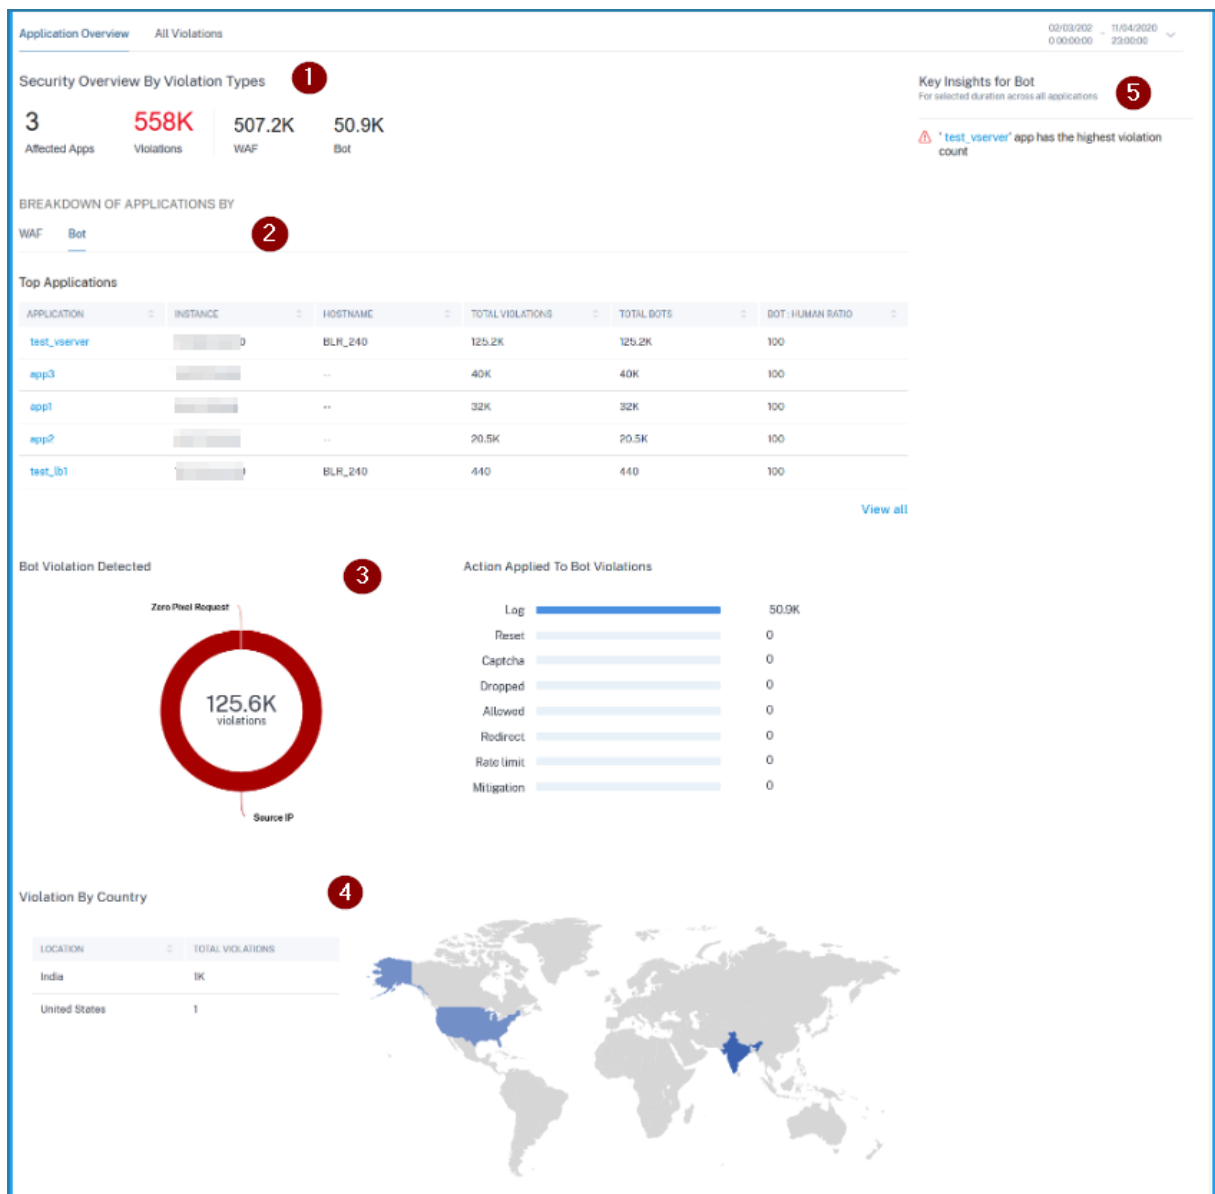 Application Overview All Violations
02/03/202 0 00:00:00 - 11/04/2020 23:00:00
Security Overview By Violation Types 1
3 558K 507.2K 50.9K
Affected Apps Violations WAF Bot
Key Insights for Bot 5
For selected duration across all applications
' test_vserver' app has the highest violation
count
BREAKDOWN OF APPLICATIONS BY
WAF Bot 2
Top Applications
APPLICATION INSTANCE HOSTNAME TOTAL VIOLATIONS TOTAL BOTS BOT : HUMAN RATIO
test_vserver 0 BLR_240 125.2K 125.2K 100
app3 -- 40K 40K 100
app1 -- 32K 32K 100
app2 -- 20.5K 20.5K 100
test_lb1 BLR_240 440 440 100
View all
Bot Violation Detected 3
Zero Pixel Request
125.6K
violations
Source IP
Action Applied To Bot Violations
Log 50.9K
Reset 0
Captcha 0
Dropped 0
Allowed 0
Redirect 0
Rate limit 0
Mitigation 0
Violation By Country 4
LOCATION TOTAL VIOLATIONS
India 1K
United States 1